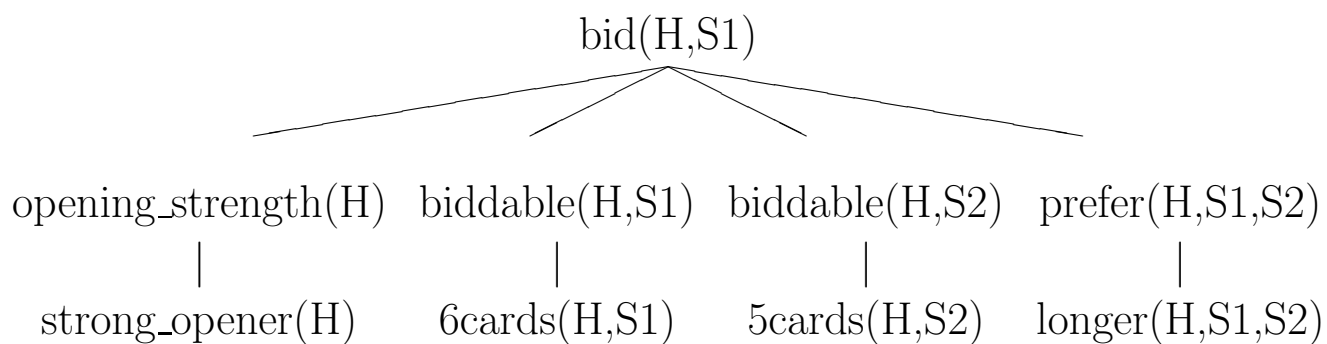 bid(H,S1)
opening_strength(H) biddable(H,S1) biddable(H,S2) prefer(H,S1,S2)
strong_opener(H) 6cards(H,S1) 5cards(H,S2) longer(H,S1,S2)